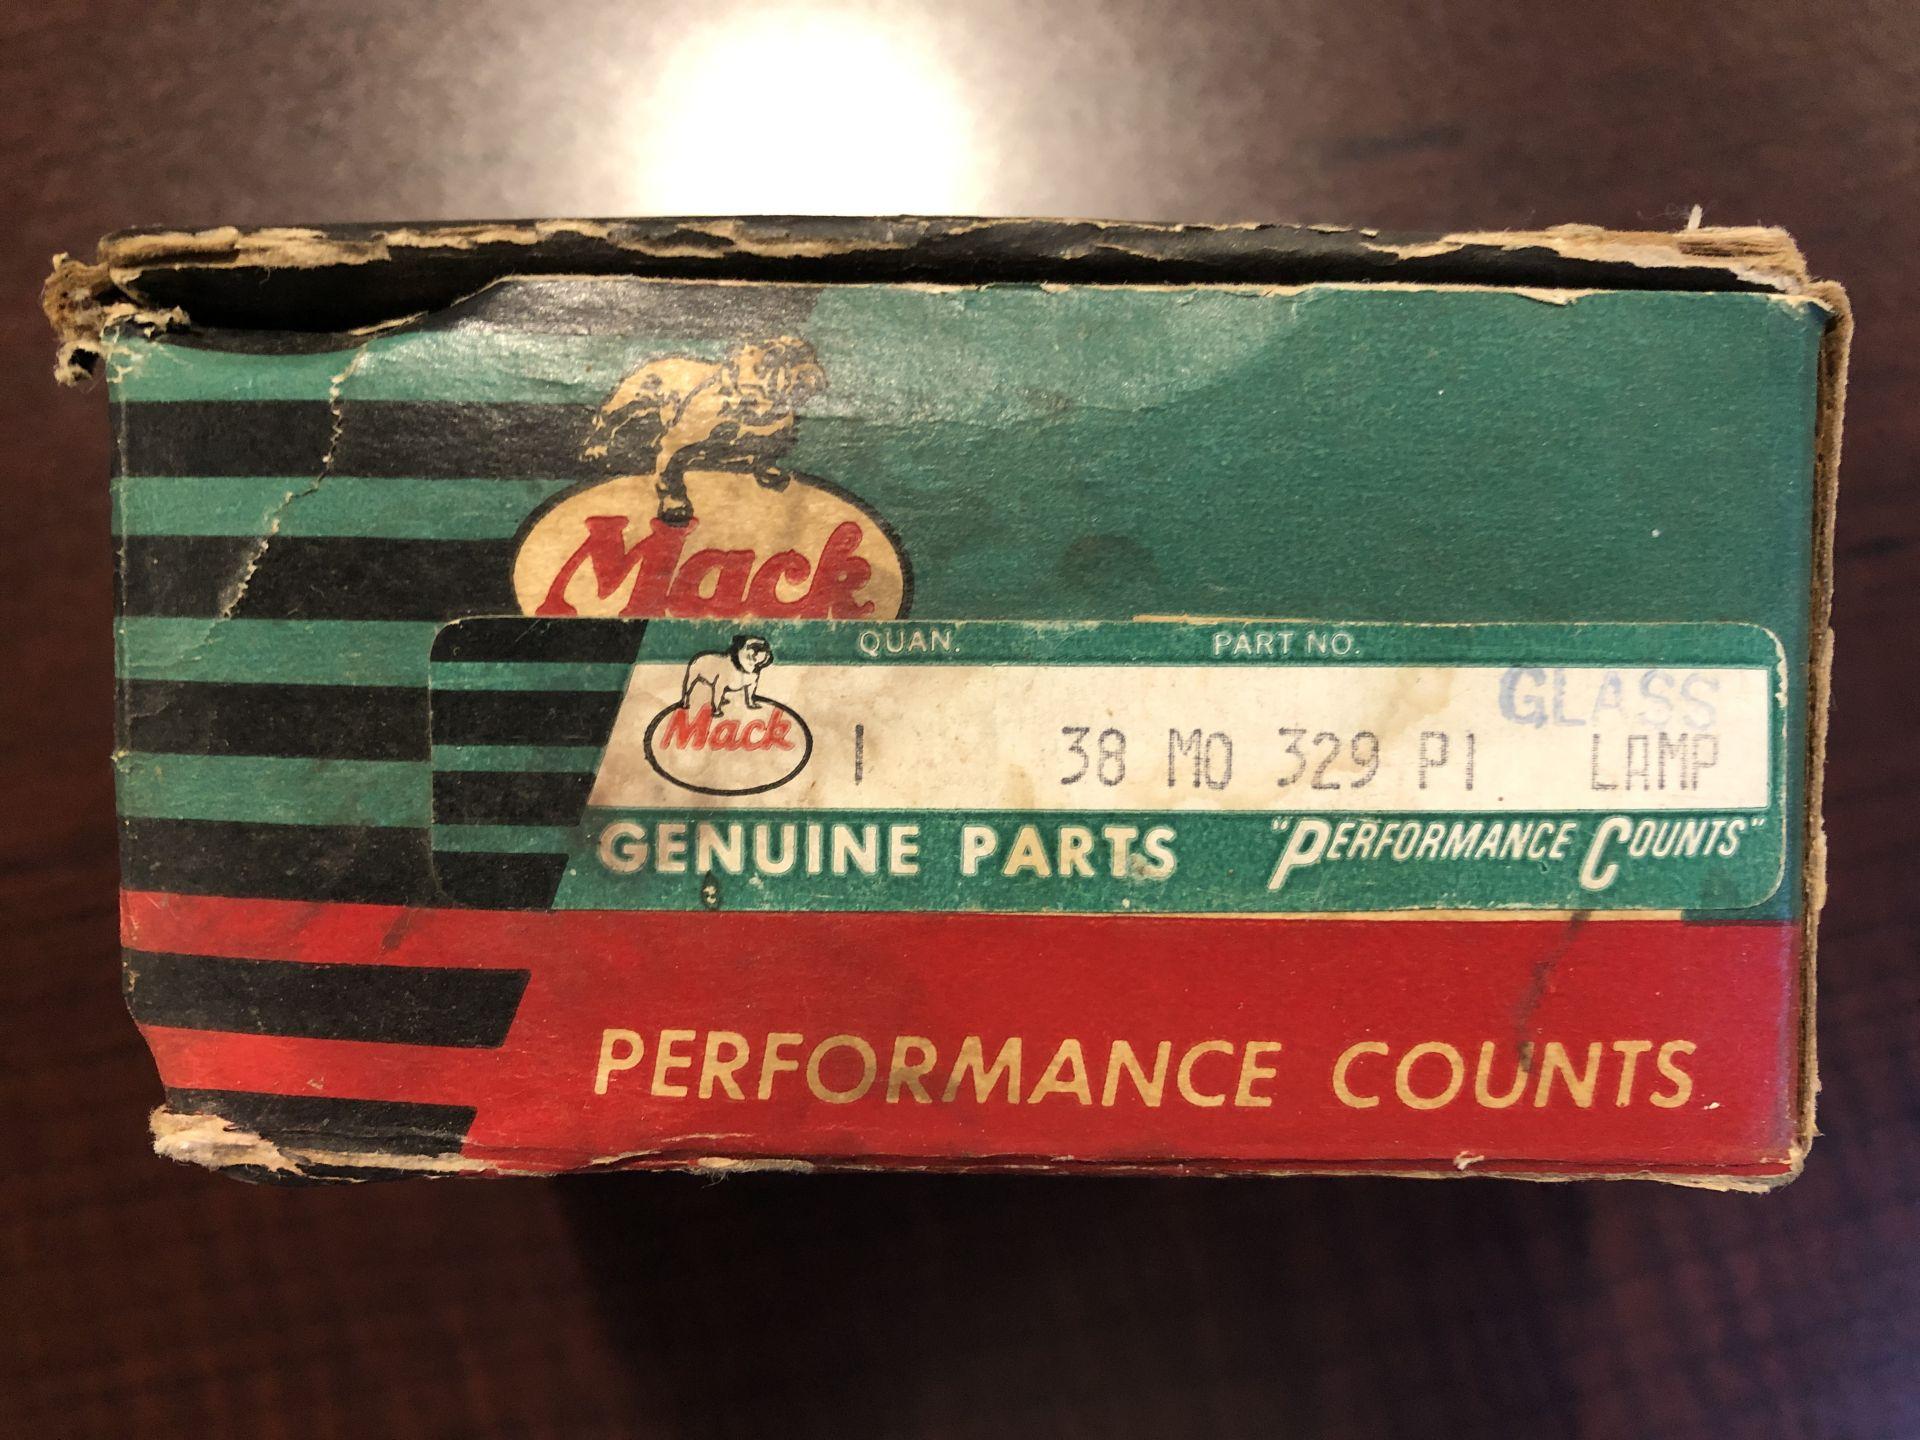 Mack
QUAN. PART NO.
GLASS
Mack 1 38 MO 329 P1 LAMP
GENUINE PARTS "PERFORMANCE COUNTS"
PERFORMANCE COUNTS